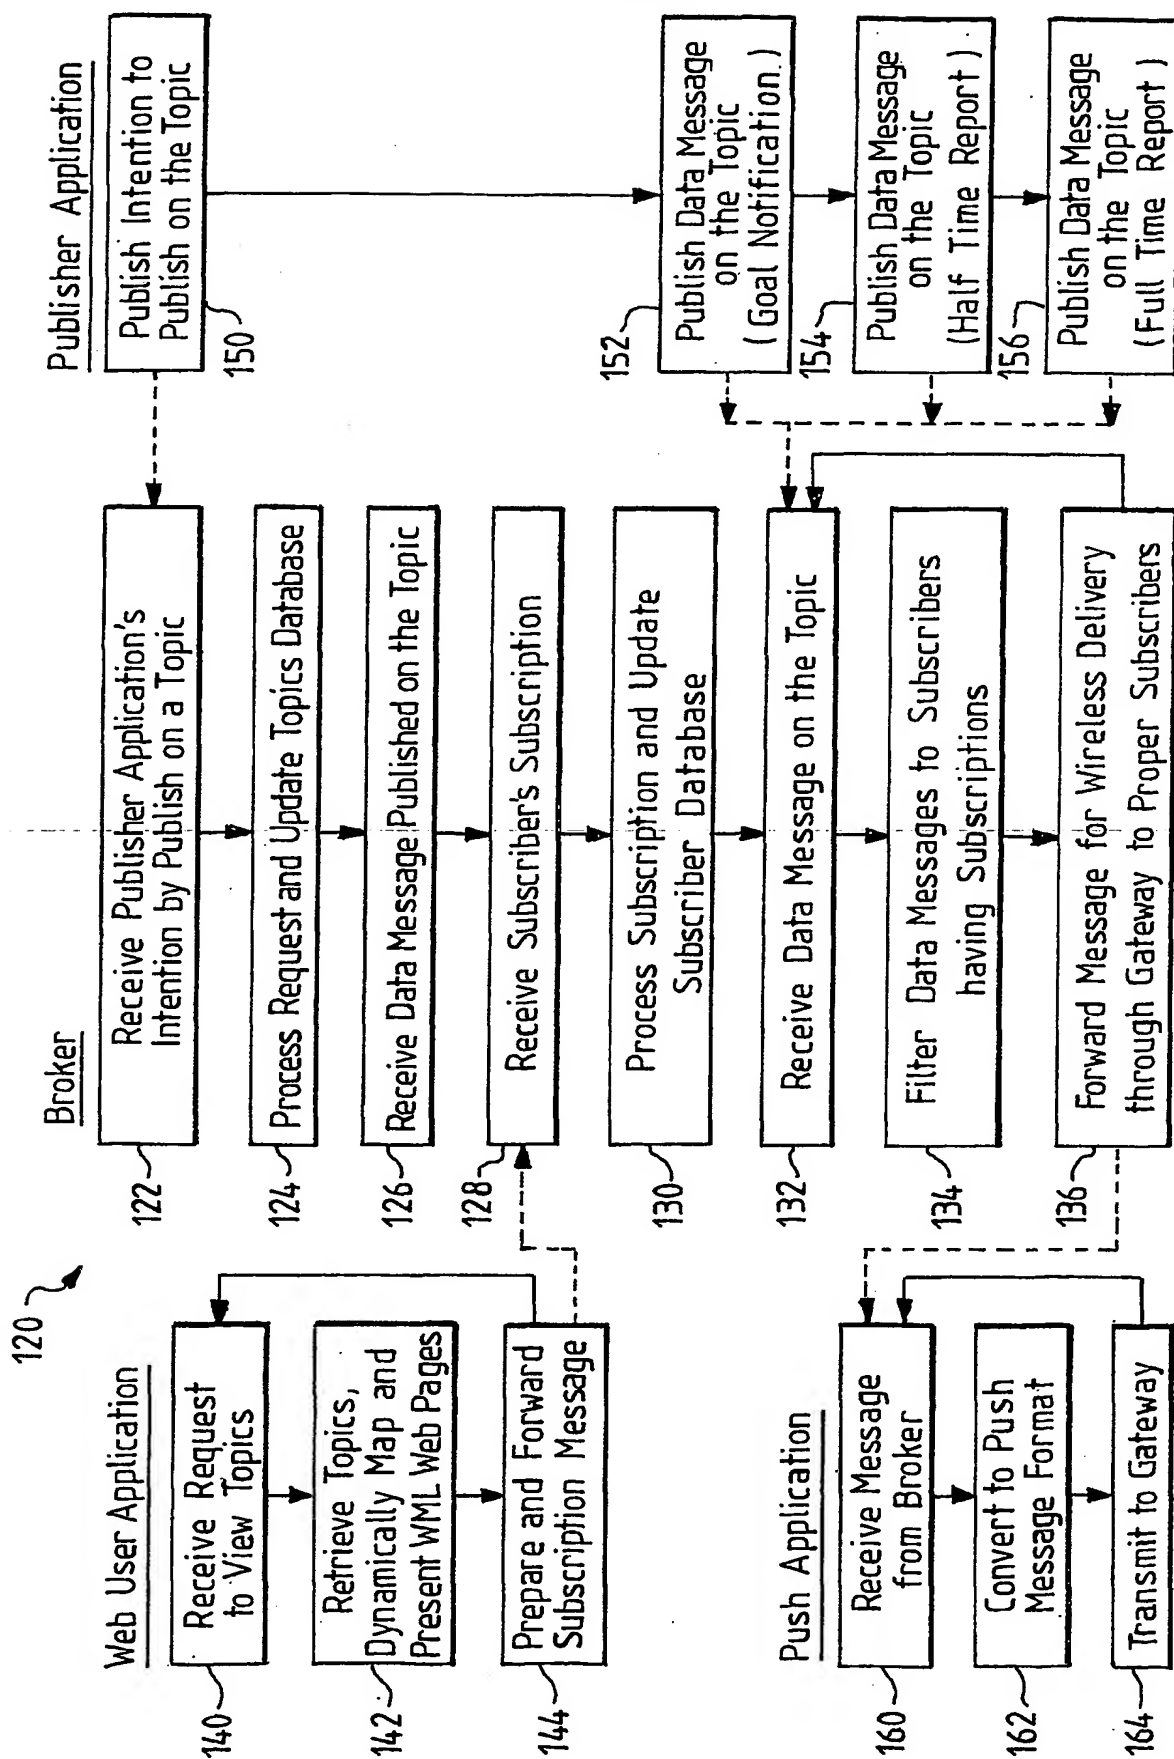 120
Web User Application
Receive Request
to View Topics
140
Retrieve Topics,
Dynamically Map and
Present WML Web Pages
142
Prepare and Forward
Subscription Message
144
Push Application
Receive Message
from Broker
160
Convert to Push
Message Format
162
Transmit to Gateway
164
Broker
Receive Publisher Application's
Intention by Publish on a Topic
122
Process Request and Update Topics Database
124
Receive Data Message Published on the Topic
126
Receive Subscriber's Subscription
128
Process Subscription and Update
Subscriber Database
130
Receive Data Message on the Topic
132
Filter Data Messages to Subscribers
having Subscriptions
134
Forward Message for Wireless Delivery
through Gateway to Proper Subscribers
136
Publisher Application
Publish Intention to
Publish on the Topic
150
Publish Data Message
on the Topic
(Goal Notification.)
152
Publish Data Message
on the Topic
(Half Time Report)
154
Publish Data Message
on the Topic
(Full Time Report)
156